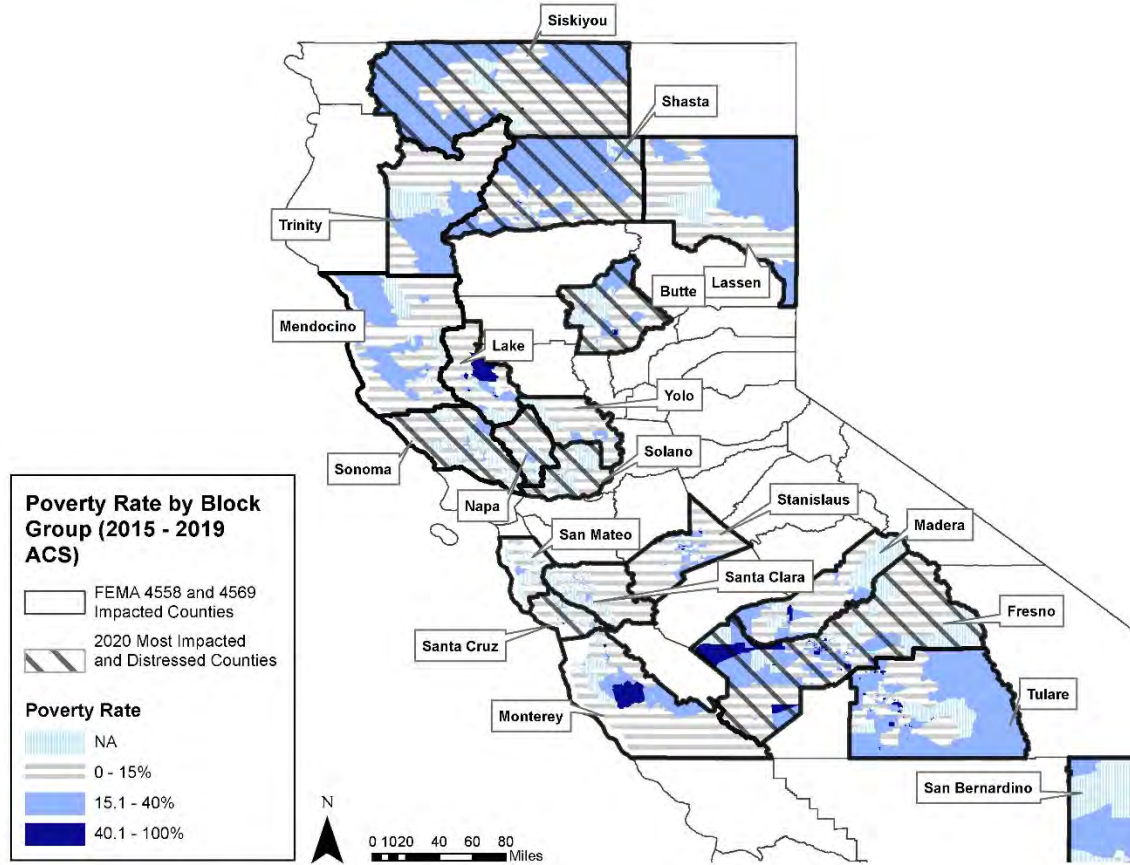 Siskiyou
Shasta
Trinity
Butte
Lassen
Mendocino
Lake
Yolo
Sonoma
Solano
Napa
Stanislaus
San Mateo
Madera
Santa Clara
Fresno
Santa Cruz
Monterey
Tulare
San Bernardino
Poverty Rate by Block
Group (2015 - 2019
ACS)
FEMA 4558 and 4569
Impacted Counties
2020 Most Impacted
and Distressed Counties
Poverty Rate
NA
0 - 15%
15.1 - 40%
40.1 - 100%
N
0 10 20 40 60 80
Miles